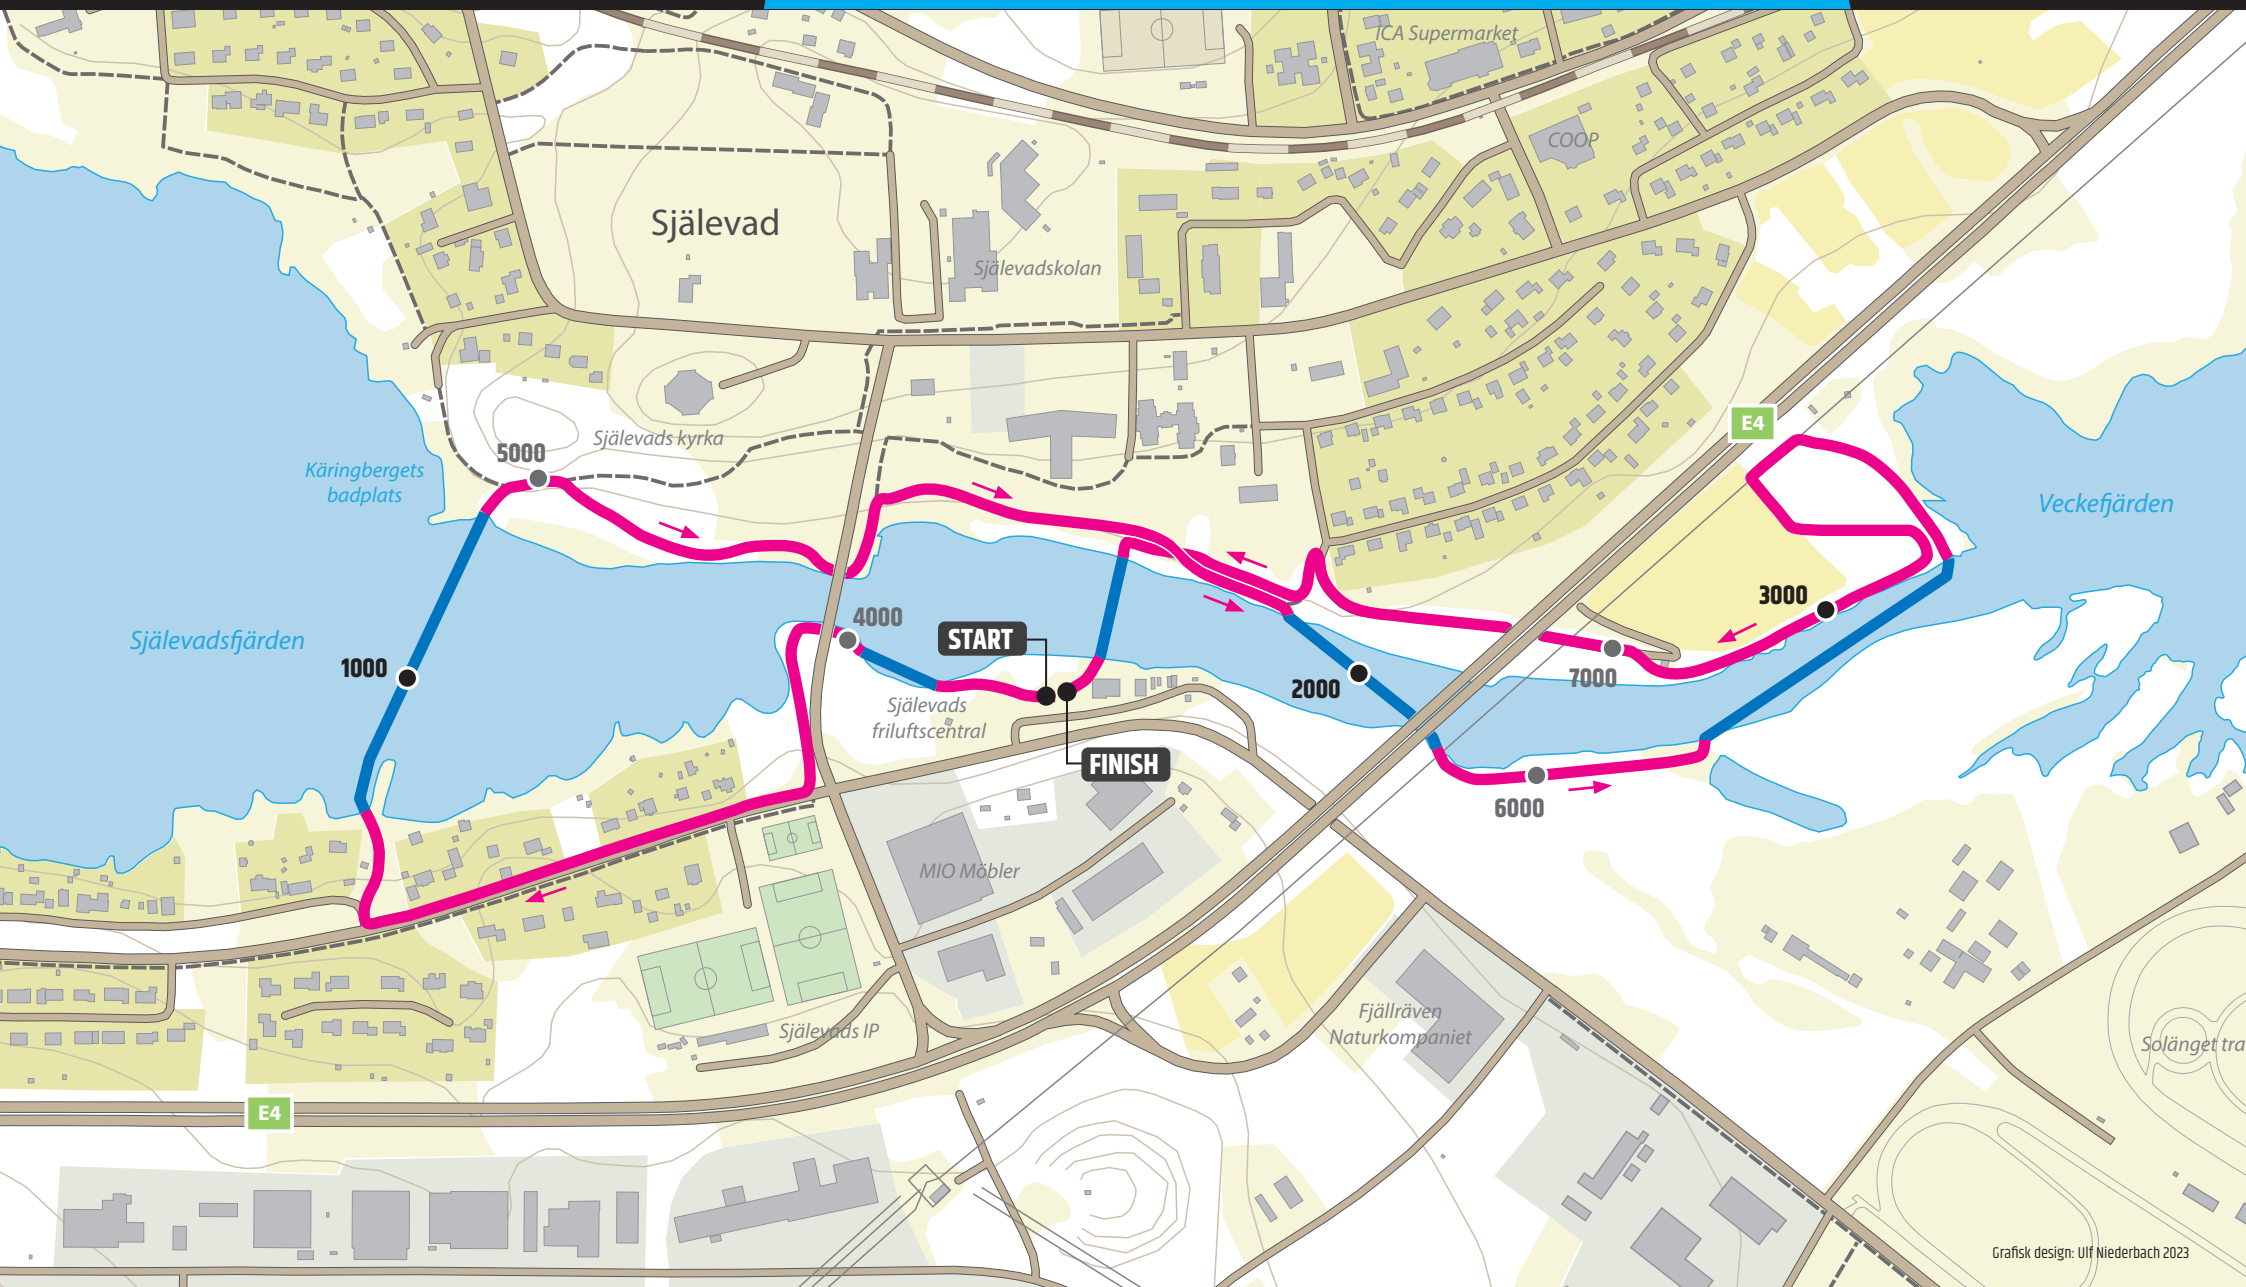 ICA Supermarket
COOP
Själevad
Själevadskolan
E4
Själevads kyrka
5000
Käringbergets
badplats
Veckefjärden
3000
4000
START
Själevadsfjärden
1000
7000
2000
Själevads
friluftscentral
FINISH
6000
MIO Möbler
Själevads IP
Fjällräven
Naturkompaniet
Solänget tra
E4
Grafisk design: Ulf Niederbach 2023